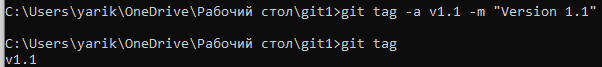 C:\Users\yarik\OneDrive\Рабочий стол\git1>git tag -a v1.1 -m "Version 1.1"
C:\Users\yarik\OneDrive\Рабочий стол\git1>git tag
v1.1